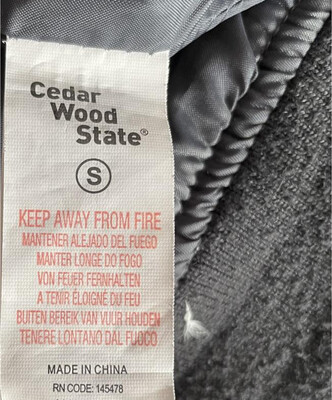 Cedar
Wood
State®
S
KEEP AWAY FROM FIRE
MANTENER ALEJADO DEL FUEGO
MANTER LONGE DO FOGO
VON FEUER FERNHALTEN
A TENIR ÉLOIGNÉ DU FEU
BUITEN BEREIK VAN VUUR HOUDEN
TENERE LONTANO DAL FUOCO
MADE IN CHINA
RN CODE: 145478